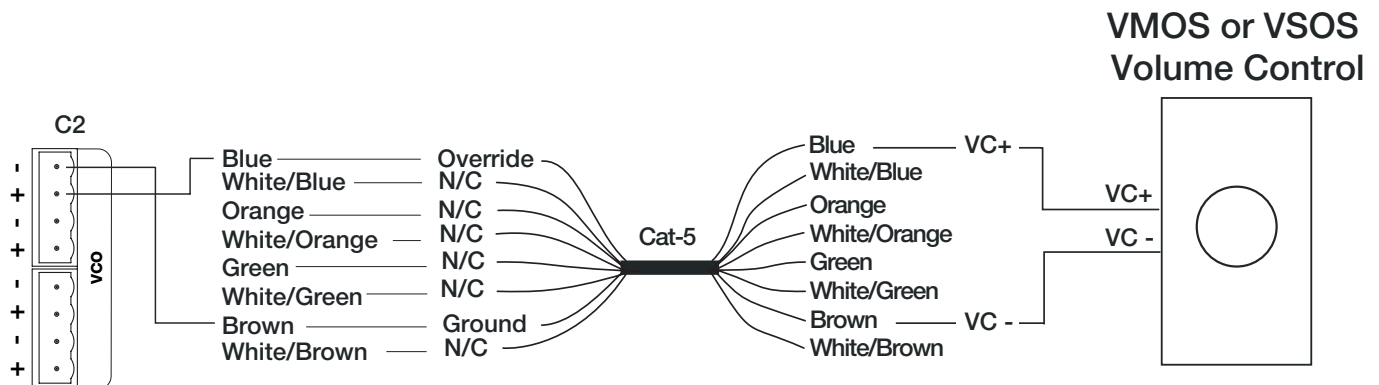 VMOS or VSOS
Volume Control
C2
-
+
-
+
-
+
-
+
vco
Blue Override
White/Blue N/C
Orange N/C
White/Orange N/C
Green N/C
White/Green N/C
Brown Ground
White/Brown N/C
Cat-5
Blue VC+
White/Blue
Orange
White/Orange
Green
White/Green
Brown VC -
White/Brown
VC+
VC -